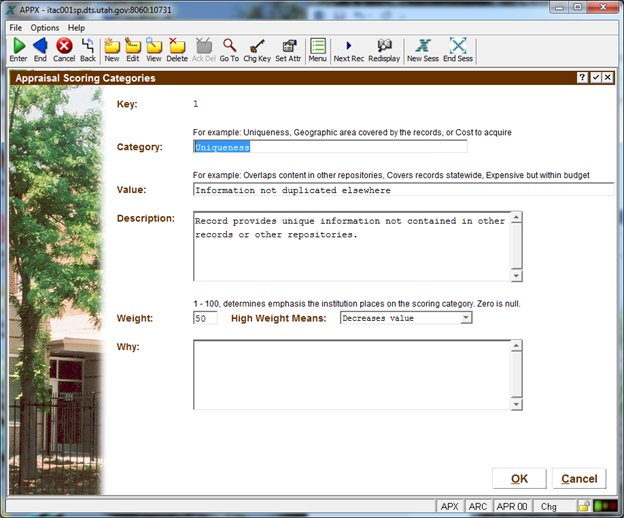 APPX - itac001sp.dts.utah.gov:8060:10731
File Options Help
Enter End Cancel Back New Edit View Delete Ack Del Go To Chg Key Set Attr Menu Next Rec Redisplay New Sess End Sess
Appraisal Scoring Categories
Key: 1
For example: Uniqueness, Geographic area covered by the records, or Cost to acquire
Category: Uniqueness
For example: Overlaps content in other repositories, Covers records statewide, Expensive but within budget
Value: Information not duplicated elsewhere
Description: Record provides unique information not contained in other
records or other repositories.
1 - 100, determines emphasis the institution places on the scoring category. Zero is null.
Weight: 50 High Weight Means: Decreases value
Why:
OK Cancel
APX ARC APR 00 Chg